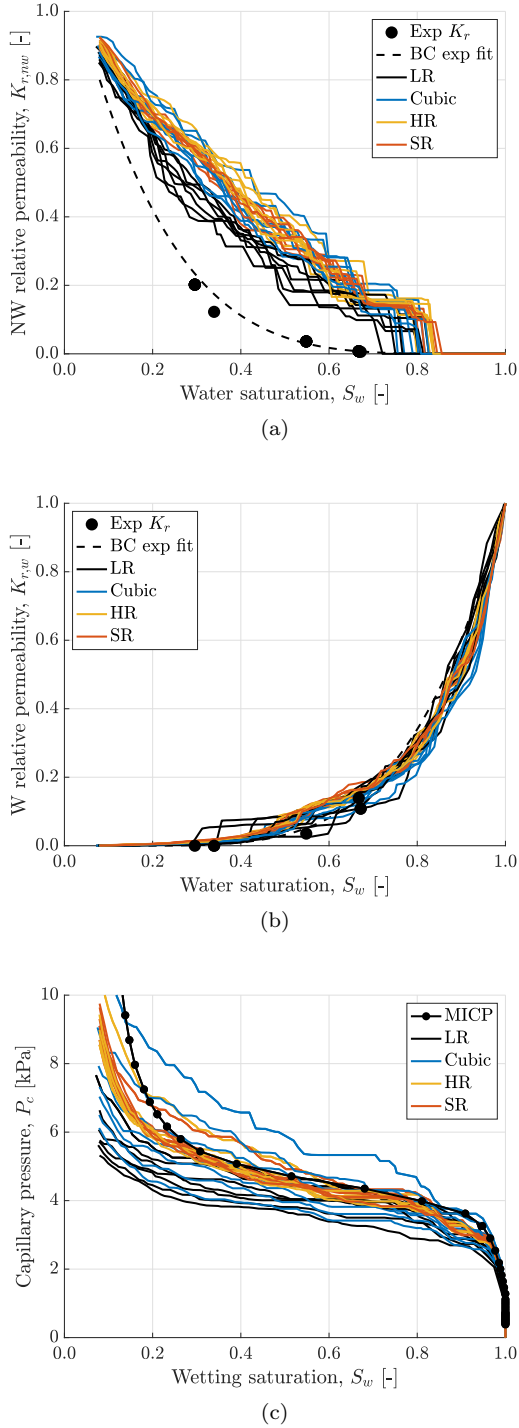 1.0
0.8
0.6
0.4
0.2
0.0
NW relative permeability, K_{r,nw} [-]
Exp K_r
BC exp fit
LR
Cubic
HR
SR
0.0 0.2 0.4 0.6 0.8 1.0
Water saturation, S_w [-]
(a)
1.0
0.8
0.6
0.4
0.2
0.0
W relative permeability, K_{r,w} [-]
Exp K_r
BC exp fit
LR
Cubic
HR
SR
0.0 0.2 0.4 0.6 0.8 1.0
Water saturation, S_w [-]
(b)
10
8
6
4
2
0
Capillary pressure, P_c [kPa]
MICP
LR
Cubic
HR
SR
0.0 0.2 0.4 0.6 0.8 1.0
Wetting saturation, S_w [-]
(c)